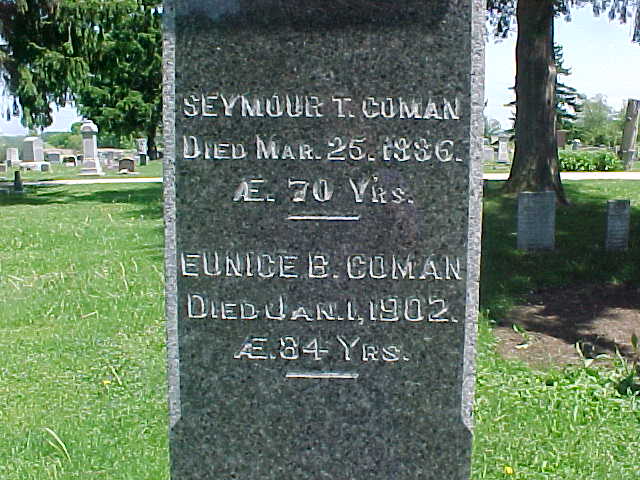 SEYMOUR T. COMAN
DIED MAR. 25. 1886.
Æ. 70 YRS.
EUNICE B. COMAN
DIED JAN. 1, 1902.
Æ. 84 YRS.